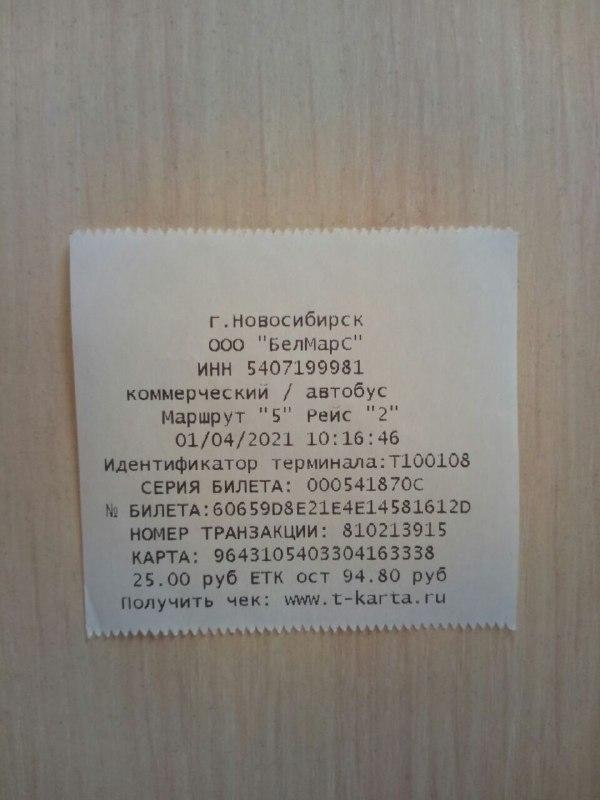 г.Новосибирск
ООО "БелМарС"
ИНН 5407199981
коммерческий / автобус
Маршрут "5" Рейс "2"
01/04/2021 10:16:46
Идентификатор терминала:T100108
СЕРИЯ БИЛЕТА: 000541870C
№ БИЛЕТА:60659D8E21E4E14581612D
НОМЕР ТРАНЗАКЦИИ: 810213915
КАРТА: 9643105403304163338
25.00 руб ЕТК ост 94.80 руб
Получить чек: www.t-karta.ru